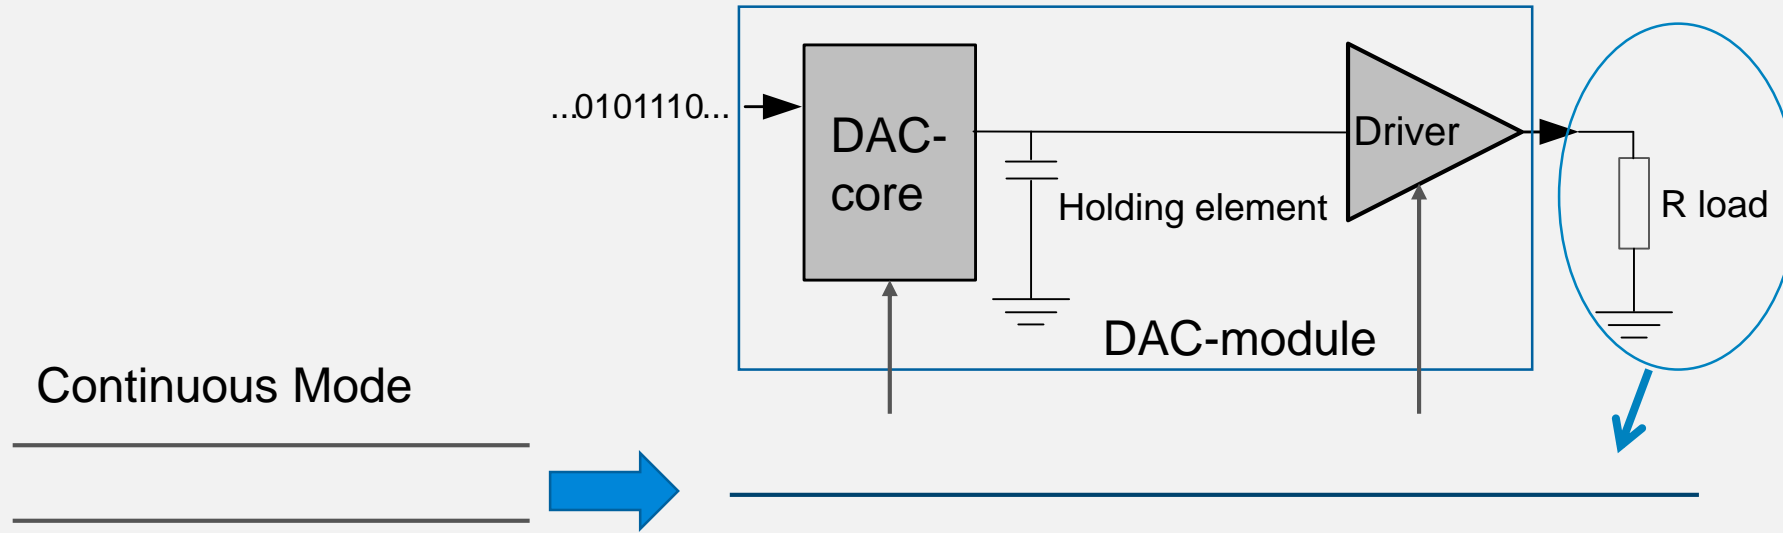 ...0101110...
DAC-
core
Driver
Holding element
R load
DAC-module
Continuous Mode